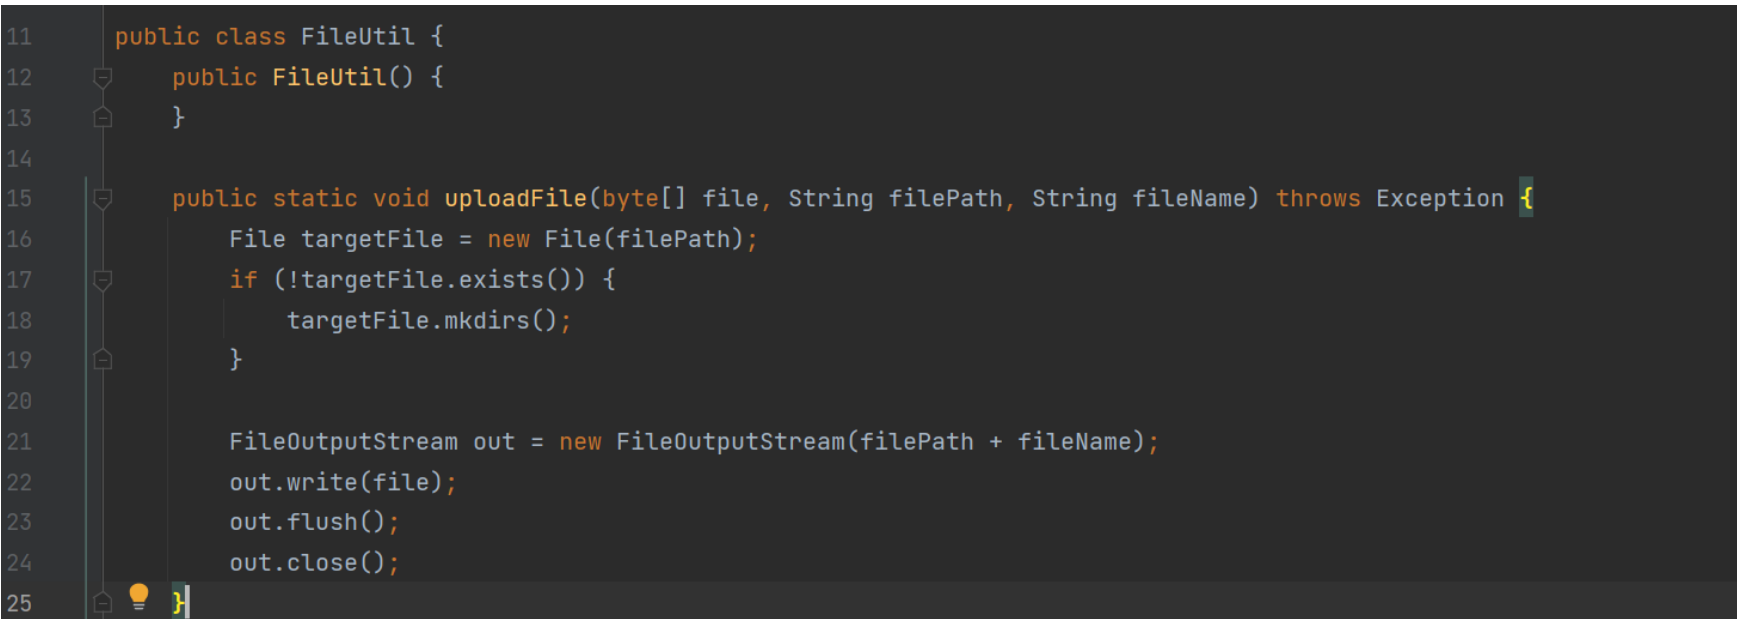 11 public class FileUtil {
12     public FileUtil() {
13     }
14
15     public static void uploadFile(byte[] file, String filePath, String fileName) throws Exception {
16         File targetFile = new File(filePath);
17         if (!targetFile.exists()) {
18             targetFile.mkdirs();
19         }
20
21         FileOutputStream out = new FileOutputStream(filePath + fileName);
22         out.write(file);
23         out.flush();
24         out.close();
25     }